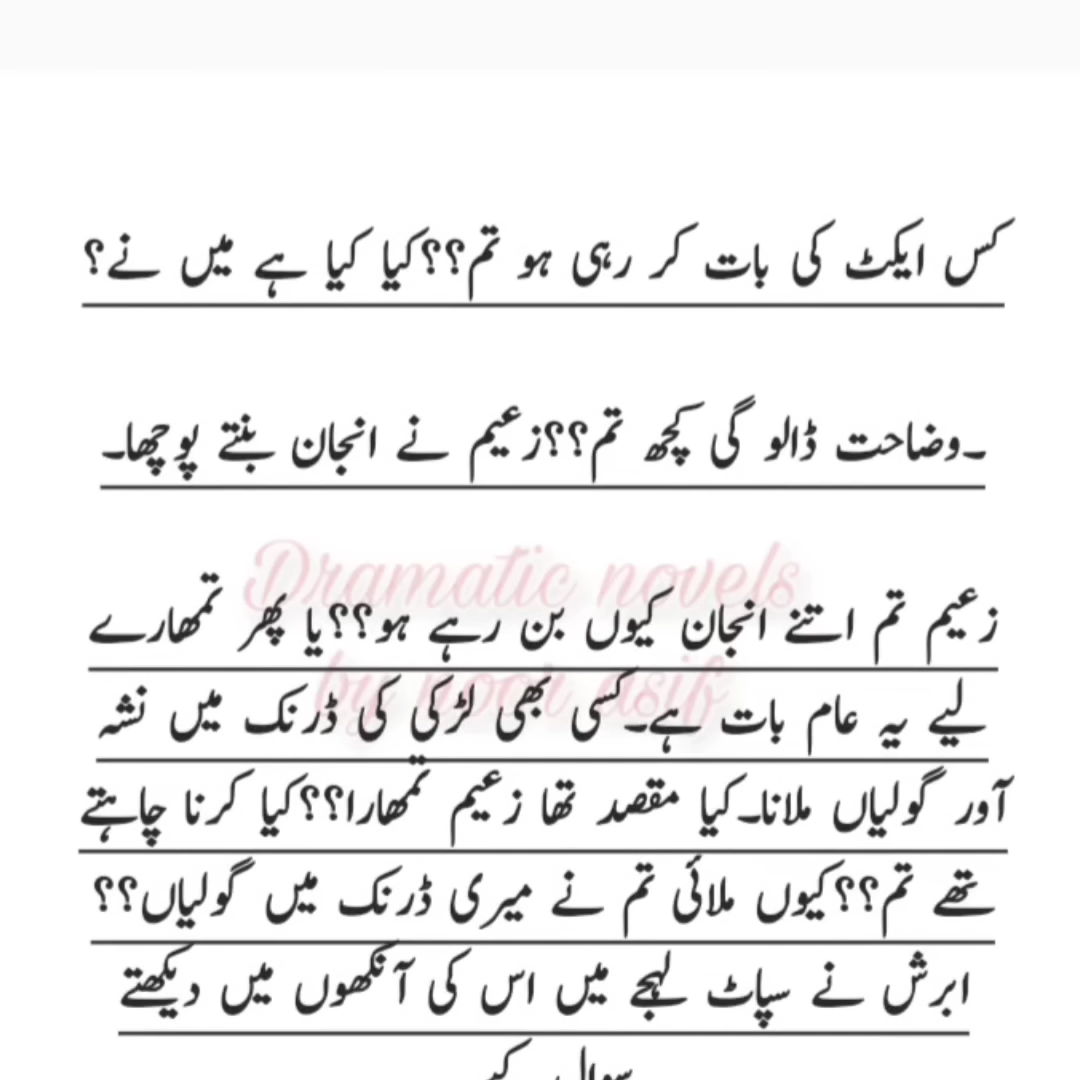 کس ایکٹ کی بات کر رہی ہو تم؟؟کیا کیا ہے میں نے؟
۔وضاحت ڈالو گی کچھ تم؟؟زعیم نے انجان بنتے پوچھا۔
Dramatic novels
زعیم تم اتنے انجان کیوں بن رہے ہو؟؟یا پھر تمھارے
by noor asif
لیے یہ عام بات ہے۔کسی بھی لڑکی کی ڈرنک میں نشہ
آور گولیاں ملانا۔کیا مقصد تھا زعیم تمھارا؟؟کیا کرنا چاہتے
تھے تم؟؟کیوں ملائی تم نے میری ڈرنک میں گولیاں؟؟
ابرش نے سپاٹ لہجے میں اس کی آنکھوں میں دیکھتے